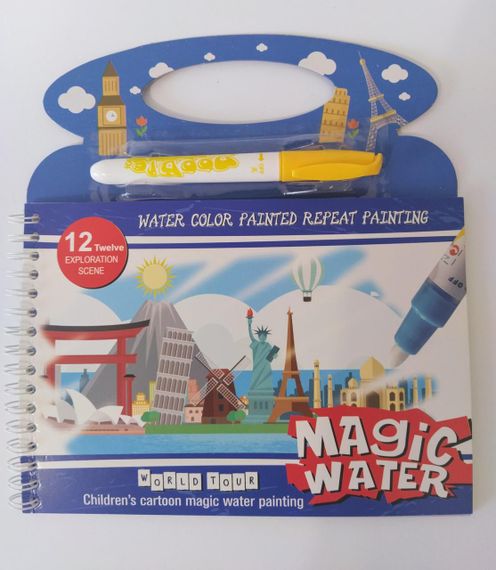 WATER COLOR PAINTED REPEAT PAINTING
12 Twelve
EXPLORATION
SCENE
MAGIC
WATER
WORLD TOUR
Children's cartoon magic water painting